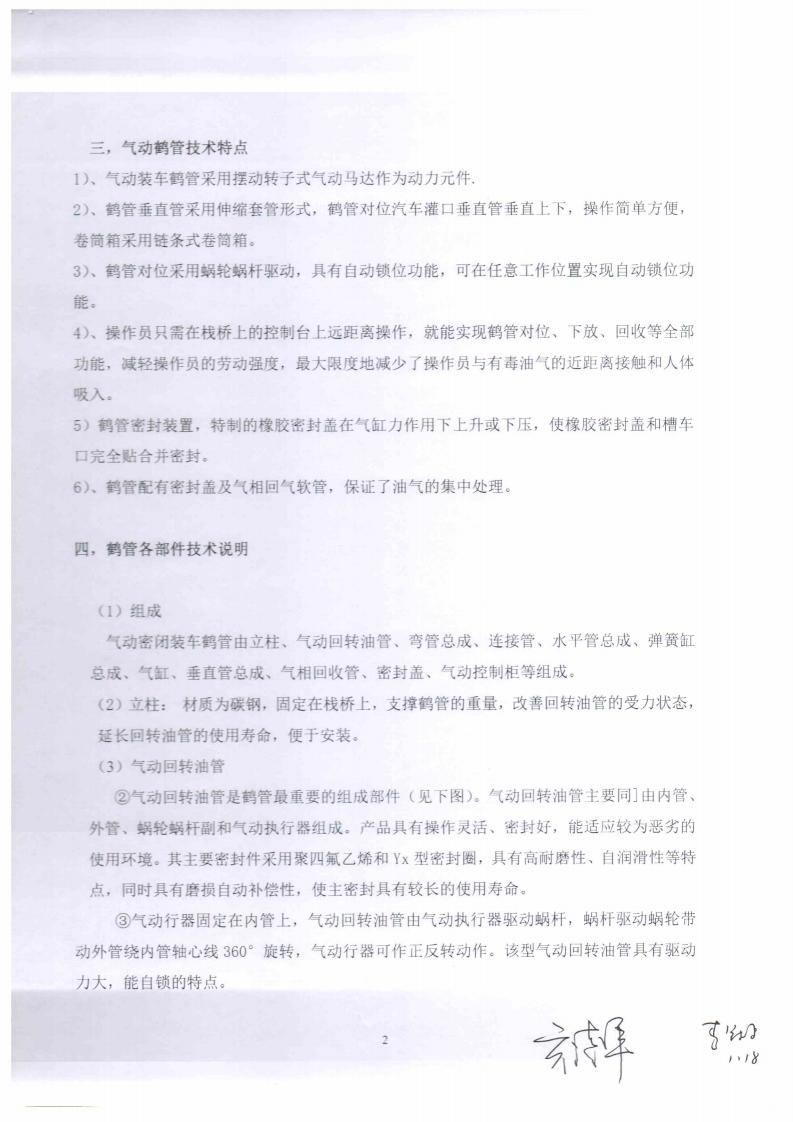 三，气动鹤管技术特点
1)、气动装车鹤管采用摆动转子式气动马达作为动力元件.
2)、鹤管垂直管采用伸缩套管形式，鹤管对位汽车灌口垂直管垂直上下，操作简单方便，
卷筒箱采用链条式卷筒箱。
3)、鹤管对位采用蜗轮蜗杆驱动，具有自动锁位功能，可在任意工作位置实现自动锁位功
能。
4)、操作员只需在栈桥上的控制台上远距离操作，就能实现鹤管对位、下放、回收等全部
功能，减轻操作员的劳动强度，最大限度地减少了操作员与有毒油气的近距离接触和人体
吸入。
5）鹤管密封装置，特制的橡胶密封盖在气缸力作用下上升或下压，使橡胶密封盖和槽车
口完全贴合并密封。
6)、鹤管配有密封盖及气相回气软管，保证了油气的集中处理。
四，鹤管各部件技术说明
（1）组成
气动密闭装车鹤管由立柱、气动回转油管、弯管总成、连接管、水平管总成、弹簧缸
总成、气缸、垂直管总成、气相回收管、密封盖、气动控制柜等组成。
（2）立柱： 材质为碳钢，固定在栈桥上，支撑鹤管的重量，改善回转油管的受力状态，
延长回转油管的使用寿命，便于安装。
（3）气动回转油管
②气动回转油管是鹤管最重要的组成部件（见下图）。气动回转油管主要同]由内管、
外管、蜗轮蜗杆副和气动执行器组成。产品具有操作灵活、密封好，能适应较为恶劣的
使用环境。其主要密封件采用聚四氟乙烯和 Yx 型密封圈，具有高耐磨性、自润滑性等特
点，同时具有磨损自动补偿性，使主密封具有较长的使用寿命。
③气动行器固定在内管上，气动回转油管由气动执行器驱动蜗杆，蜗杆驱动蜗轮带
动外管绕内管轴心线 360° 旋转，气动行器可作正反转动作。该型气动回转油管具有驱动
力大，能自锁的特点。
2
11.18